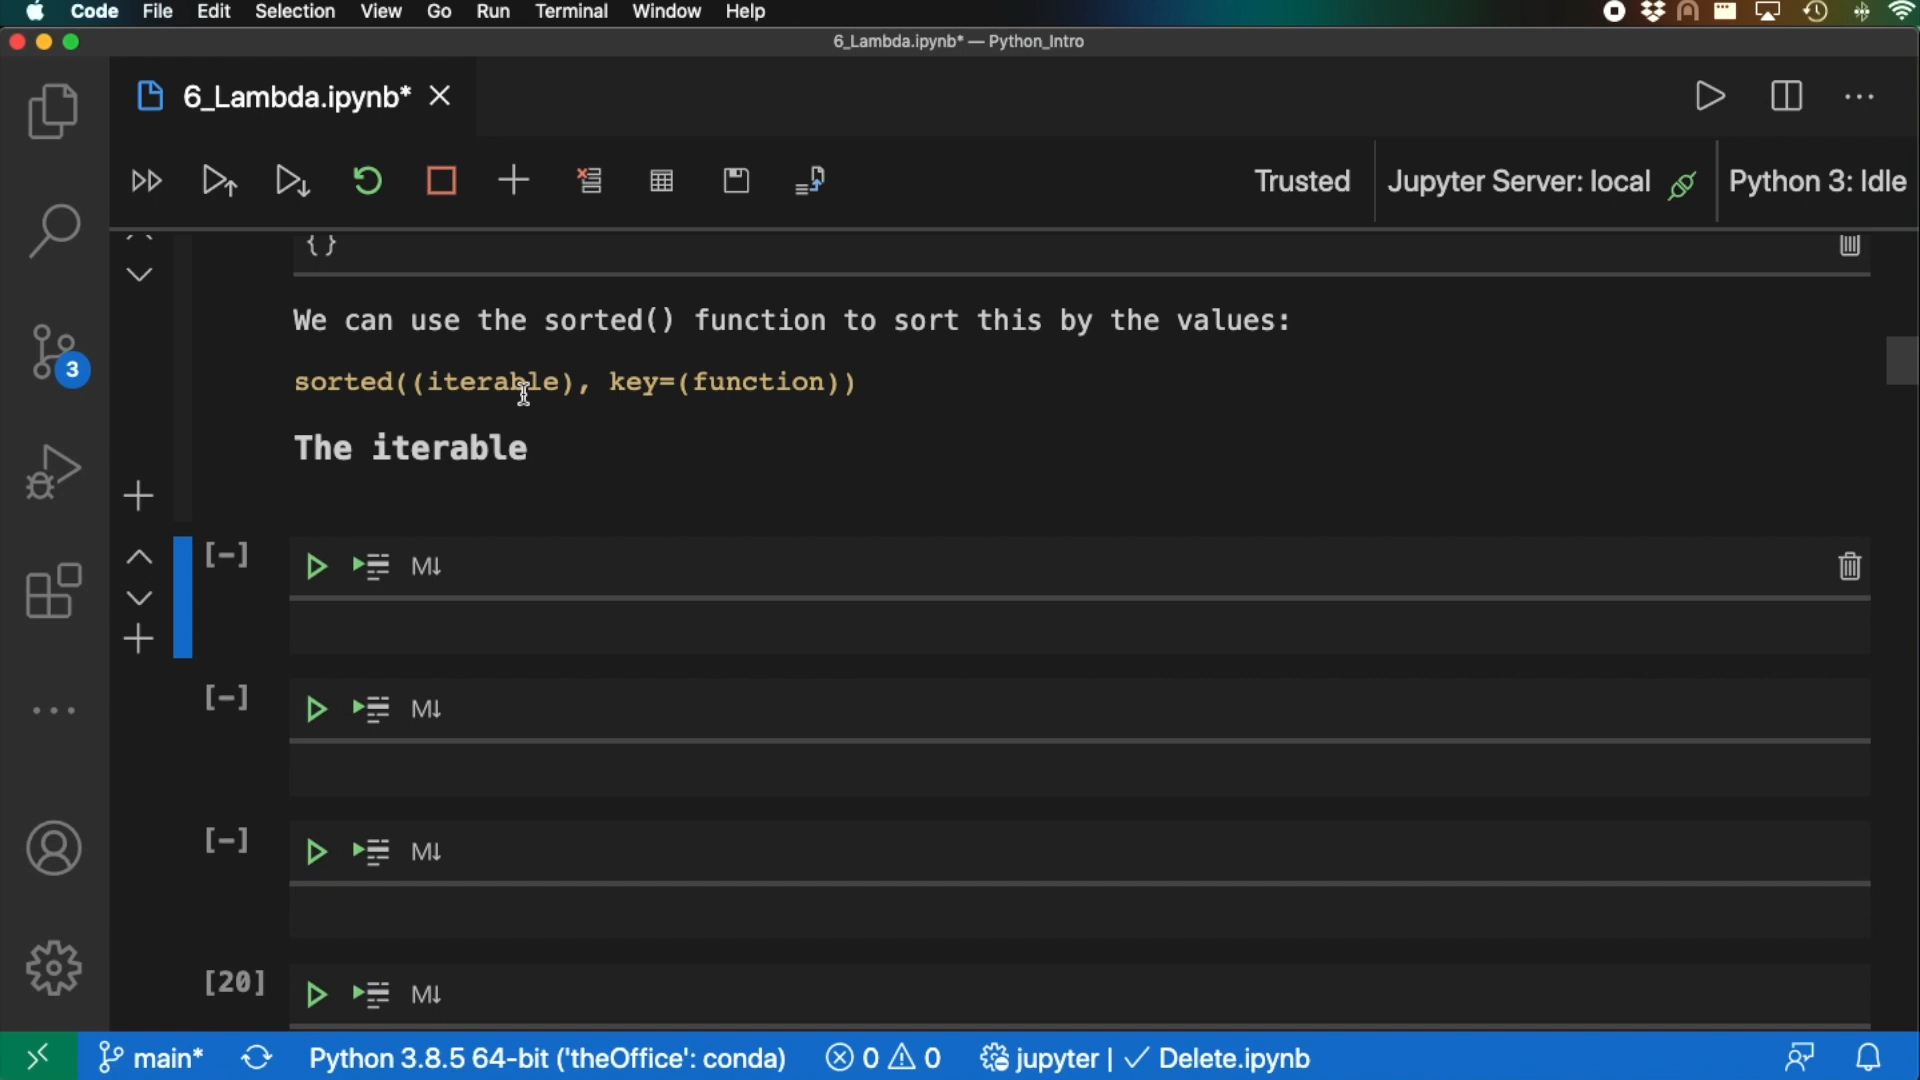 Code File Edit Selection View Go Run Terminal Window Help
6_Lambda.ipynb* — Python_Intro
6_Lambda.ipynb*
Trusted Jupyter Server: local Python 3: Idle
{}
We can use the sorted() function to sort this by the values:
sorted((iterable), key=(function))
The iterable
3
[-] M↓
[-] M↓
[-] M↓
[20] M↓
main* Python 3.8.5 64-bit ('theOffice': conda) 0 0 jupyter | ✓ Delete.ipynb